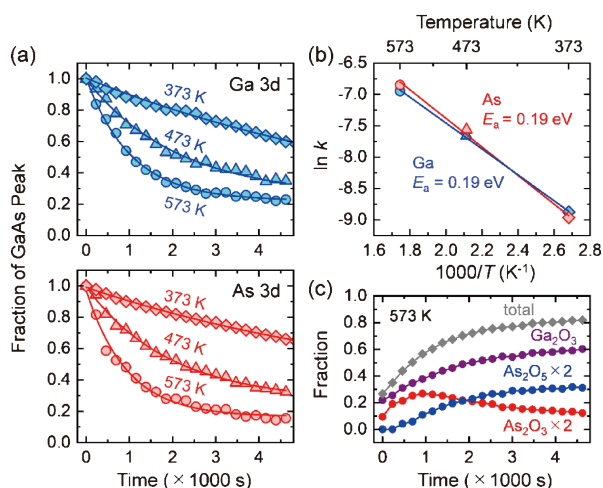 (a)
Fraction of GaAs Peak
1.0
0.8
0.6
0.4
0.2
0.0
Ga 3d
373 K
473 K
573 K
0 1 2 3 4
1.0
0.8
0.6
0.4
0.2
0.0
As 3d
373 K
473 K
573 K
0 1 2 3 4
Time ( × 1000 s)
(b)
Temperature (K)
573 473 373
ln k
-6.5
-7.0
-7.5
-8.0
-8.5
-9.0
As
Eₐ = 0.19 eV
Ga
Eₐ = 0.19 eV
1.6 1.8 2.0 2.2 2.4 2.6 2.8
1000/T (K⁻¹)
(c)
Fraction
1.0
0.8
0.6
0.4
0.2
0.0
573 K
total
Ga₂O₃
As₂O₅ × 2
As₂O₃ × 2
0 1 2 3 4
Time ( × 1000 s)